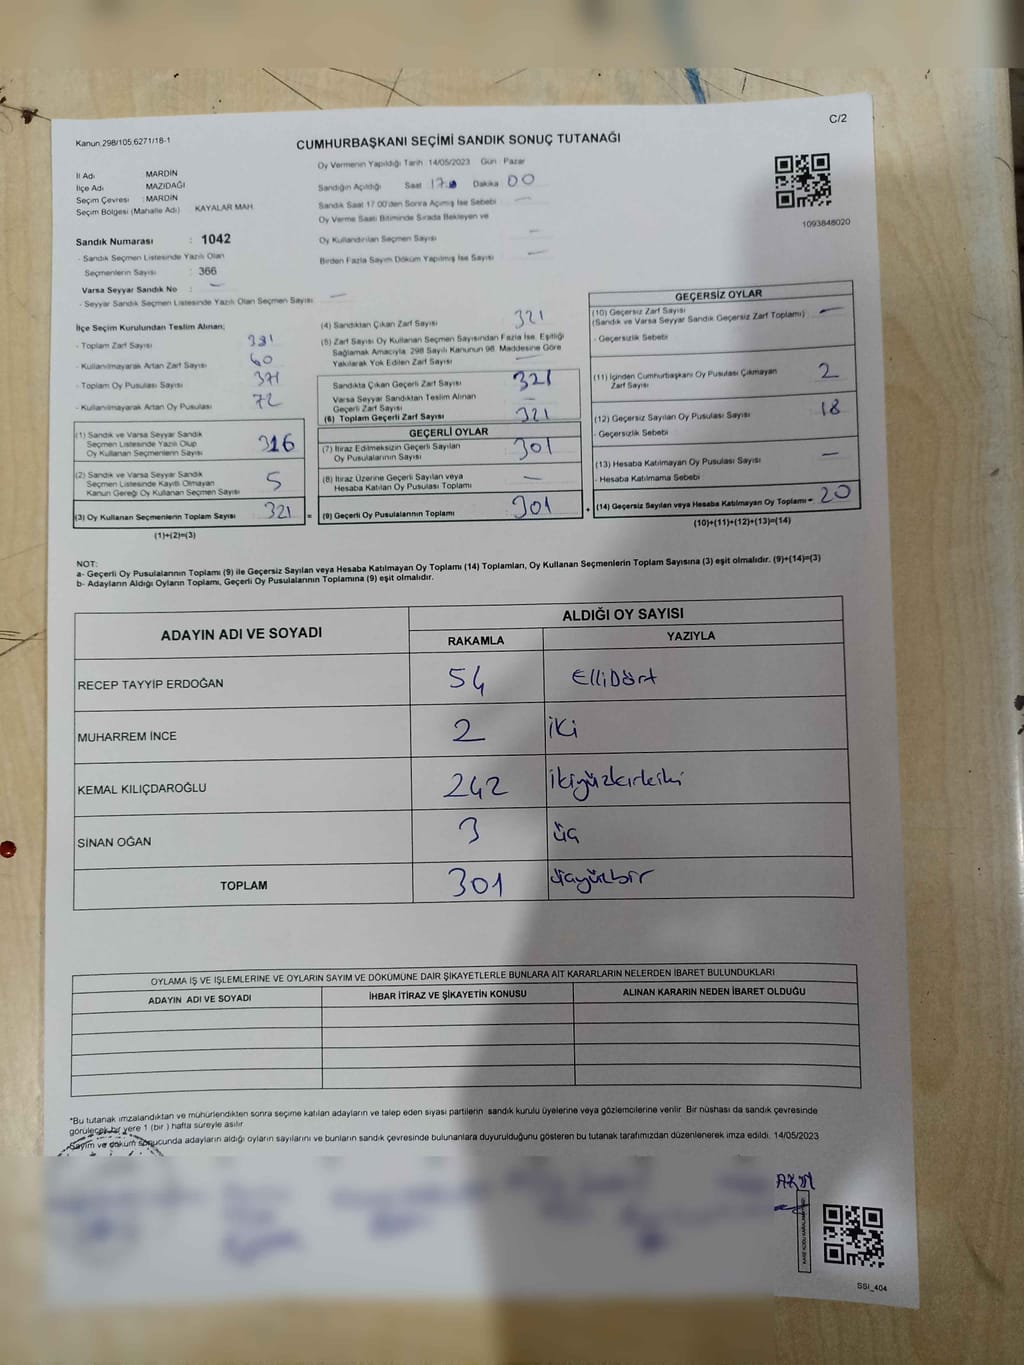 C/2
Kanun.298/105.6271/18-1
CUMHURBAŞKANI SEÇİMİ SANDIK SONUÇ TUTANAĞI
Oy Vermenin Yapıldığı Tarih :14/05/2023 Gün : Pazar
İl Adı : MARDİN
İlçe Adı : MAZIDAĞI
Seçim Çevresi : MARDİN
Seçim Bölgesi (Mahalle Adı) : KAYALAR MAH.
Sandığın Açıldığı Saat 17 Dakika 00
Sandık Saat 17:00'den Sonra Açımış İse Sebebi —
Oy Verme Saati Bitiminde Sırada Bekleyen ve
Oy Kullandırılan Seçmen Sayısı —
Birden Fazla Sayım Döküm Yapılmış İse Sayısı —
1093848020
Sandık Numarası : 1042
- Sandık Seçmen Listesinde Yazılı Olan
Seçmenlerin Sayısı : 366
Varsa Seyyar Sandık No : —
- Seyyar Sandık Seçmen Listesinde Yazılı Olan Seçmen Sayısı —
İlçe Seçim Kurulundan Teslim Alınan;
- Toplam Zarf Sayısı 381
- Kullanılmayarak Artan Zarf Sayısı 60
- Toplam Oy Pusulası Sayısı 371
- Kullanılmayarak Artan Oy Pusulası 72
(1) Sandık ve Varsa Seyyar Sandık
Seçmen Listesinde Yazılı Olup
Oy Kullanan Seçmenlerin Sayısı 316
(2) Sandık ve Varsa Seyyar Sandık
Seçmen Listesinde Kayıtlı Olmayan
Kanun Gereği Oy Kullanan Seçmen Sayısı 5
(3) Oy Kullanan Seçmenlerin Toplam Sayısı 321 =
(1)+(2)=(3)
(4) Sandıktan Çıkan Zarf Sayısı 321
(5) Zarf Sayısı Oy Kullanan Seçmen Sayısından Fazla İse, Eşitliği
Sağlamak Amacıyla, 298 Sayılı Kanunun 98. Maddesine Göre
Yakılarak Yok Edilen Zarf Sayısı —
Sandıkta Çıkan Geçerli Zarf Sayısı 321
Varsa Seyyar Sandıktan Teslim Alınan
Geçerli Zarf Sayısı —
(6) Toplam Geçerli Zarf Sayısı 321
GEÇERLİ OYLAR
(7) İtiraz Edilmeksizin Geçerli Sayılan
Oy Pusulalarının Sayısı 301
(8) İtiraz Üzerine Geçerli Sayılan veya
Hesaba Katılan Oy Pusulası Toplamı —
(9) Geçerli Oy Pusulalarının Toplamı 301 +
GEÇERSİZ OYLAR
(10) Geçersiz Zarf Sayısı
(Sandık ve Varsa Seyyar Sandık Geçersiz Zarf Toplamı) —
- Geçersizlik Sebebi
(11) İçinden Cumhurbaşkanı Oy Pusulası Çıkmayan
Zarf Sayısı 2
(12) Geçersiz Sayılan Oy Pusulası Sayısı 18
- Geçersizlik Sebebi
(13) Hesaba Katılmayan Oy Pusulası Sayısı —
- Hesaba Katılmama Sebebi
(14) Geçersiz Sayılan veya Hesaba Katılmayan Oy Toplamı= 20
(10)+(11)+(12)+(13)=(14)
NOT:
a- Geçerli Oy Pusulalarının Toplamı (9) ile Geçersiz Sayılan veya Hesaba Katılmayan Oy Toplamı (14) Toplamları, Oy Kullanan Seçmenlerin Toplam Sayısına (3) eşit olmalıdır. (9)+(14)=(3)
b- Adayların Aldığı Oyların Toplamı, Geçerli Oy Pusulalarının Toplamına (9) eşit olmalıdır.
ADAYIN ADI VE SOYADI ALDIĞI OY SAYISI
RAKAMLA YAZIYLA
RECEP TAYYİP ERDOĞAN 54 EllİDört
MUHARREM İNCE 2 İKİ
KEMAL KILIÇDAROĞLU 242 İkiyüzkırkiki
SİNAN OĞAN 3 üç
TOPLAM 301 üçyüzbir
OYLAMA İŞ VE İŞLEMLERİNE VE OYLARIN SAYIM VE DÖKÜMÜNE DAİR ŞİKAYETLERLE BUNLARA AİT KARARLARIN NELERDEN İBARET BULUNDUKLARI
ADAYIN ADI VE SOYADI İHBAR İTİRAZ VE ŞİKAYETİN KONUSU ALINAN KARARIN NEDEN İBARET OLDUĞU
*Bu tutanak imzalandıktan ve mühürlendikten sonra seçime katılan adayların ve talep eden siyasi partilerin sandık kurulu üyelerine veya gözlemcilerine verilir. Bir nüshası da sandık çevresinde
görülecek bir yere 1 (bir ) hafta süreyle asılır.
Sayım ve döküm sonucunda adayların aldığı oyların sayılarını ve bunların sandık çevresinde bulunanlara duyurulduğunu gösteren bu tutanak tarafımızdan düzenlenerek imza edildi. 14/05/2023
SSI_404